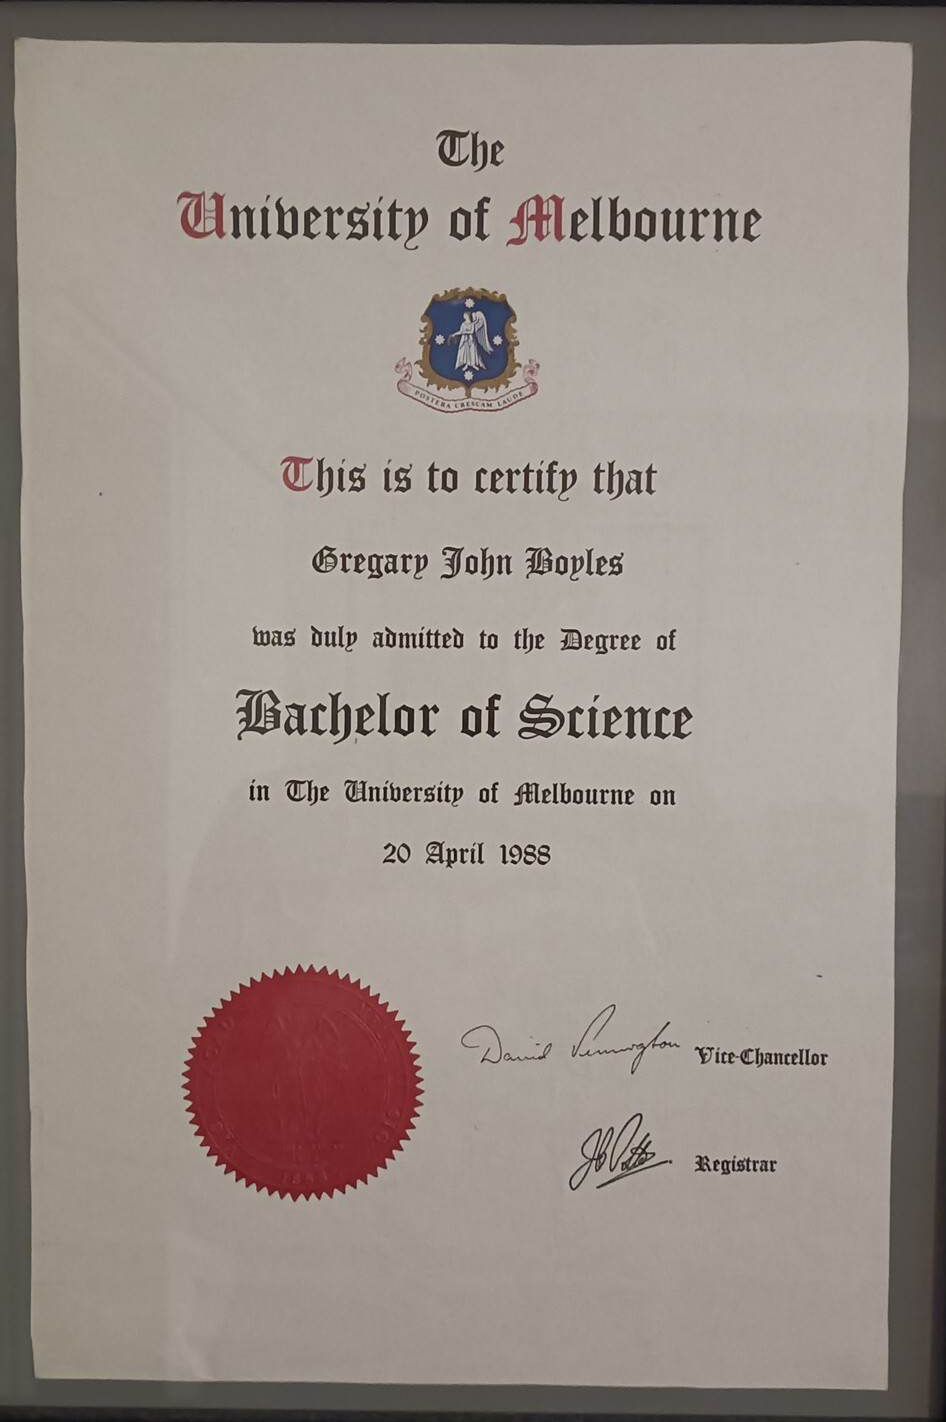 The
University of Melbourne
POSTERA CRESCAM LAUDE
This is to certify that
Gregary John Boyles
was duly admitted to the Degree of
Bachelor of Science
in The University of Melbourne on
20 April 1988
David Pennington Vice-Chancellor
Registrar